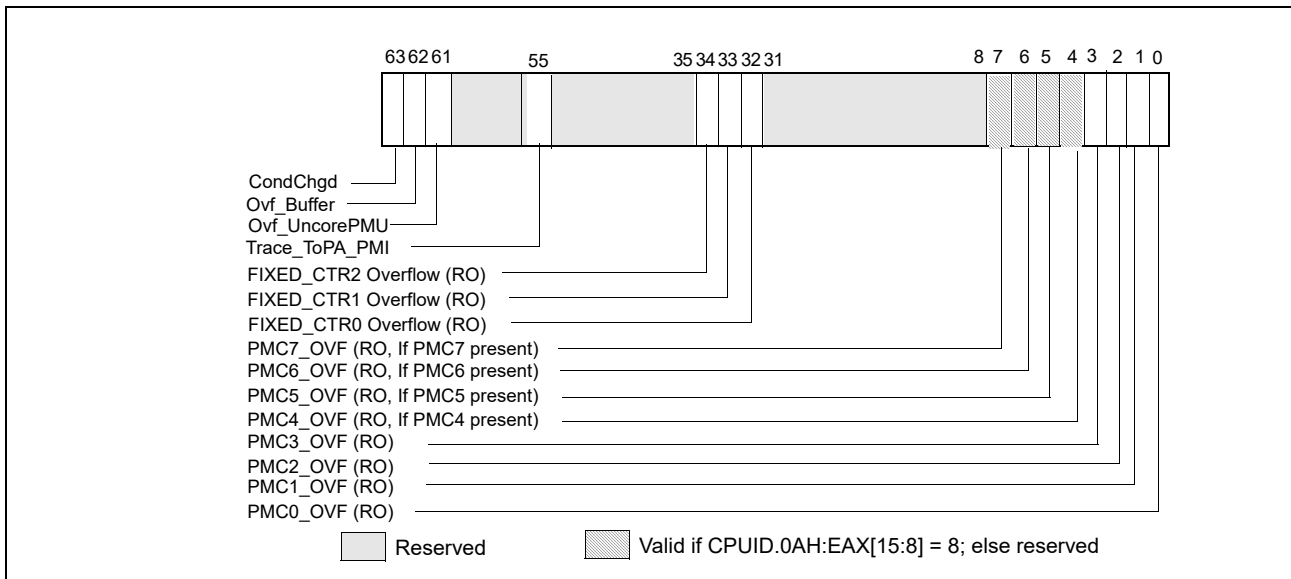 63 62 61 55 35 34 33 32 31 8 7 6 5 4 3 2 1 0
CondChgd
Ovf_Buffer
Ovf_UncorePMU
Trace_ToPA_PMI
FIXED_CTR2 Overflow (RO)
FIXED_CTR1 Overflow (RO)
FIXED_CTR0 Overflow (RO)
PMC7_OVF (RO, If PMC7 present)
PMC6_OVF (RO, If PMC6 present)
PMC5_OVF (RO, If PMC5 present)
PMC4_OVF (RO, If PMC4 present)
PMC3_OVF (RO)
PMC2_OVF (RO)
PMC1_OVF (RO)
PMC0_OVF (RO)
Reserved
Valid if CPUID.0AH:EAX[15:8] = 8; else reserved